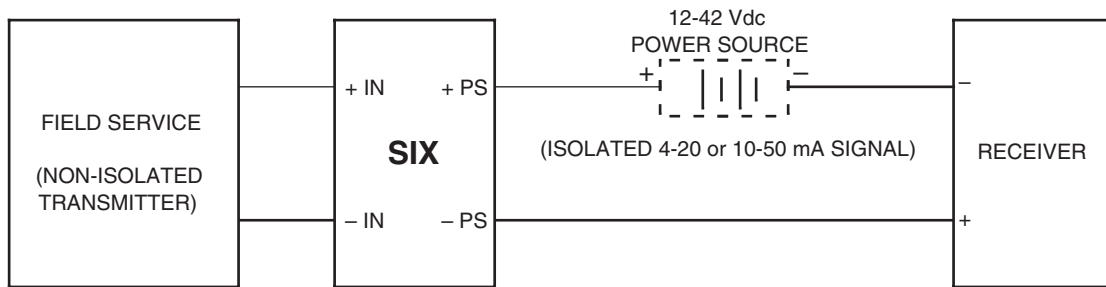 12-42 Vdc
POWER SOURCE
+ –
+ IN + PS –
FIELD SERVICE
SIX
(ISOLATED 4-20 or 10-50 mA SIGNAL)
RECEIVER
(NON-ISOLATED
TRANSMITTER)
– IN – PS +